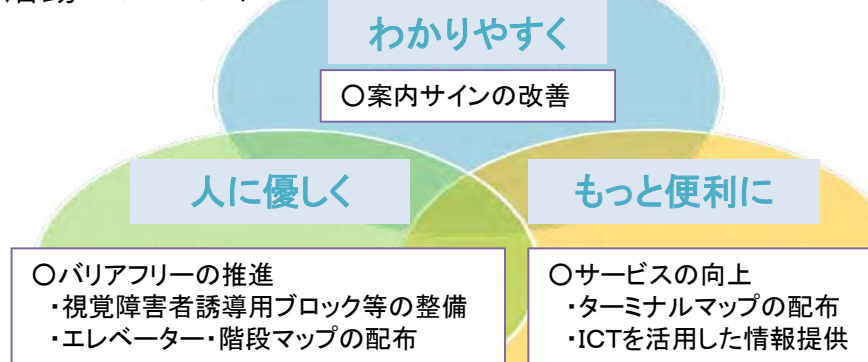 わかりやすく
○案内サインの改善
人に優しく
もっと便利に
○バリアフリーの推進
・視覚障害者誘導用ブロック等の整備
・エレベーター・階段マップの配布
○サービスの向上
・ターミナルマップの配布
・ICTを活用した情報提供